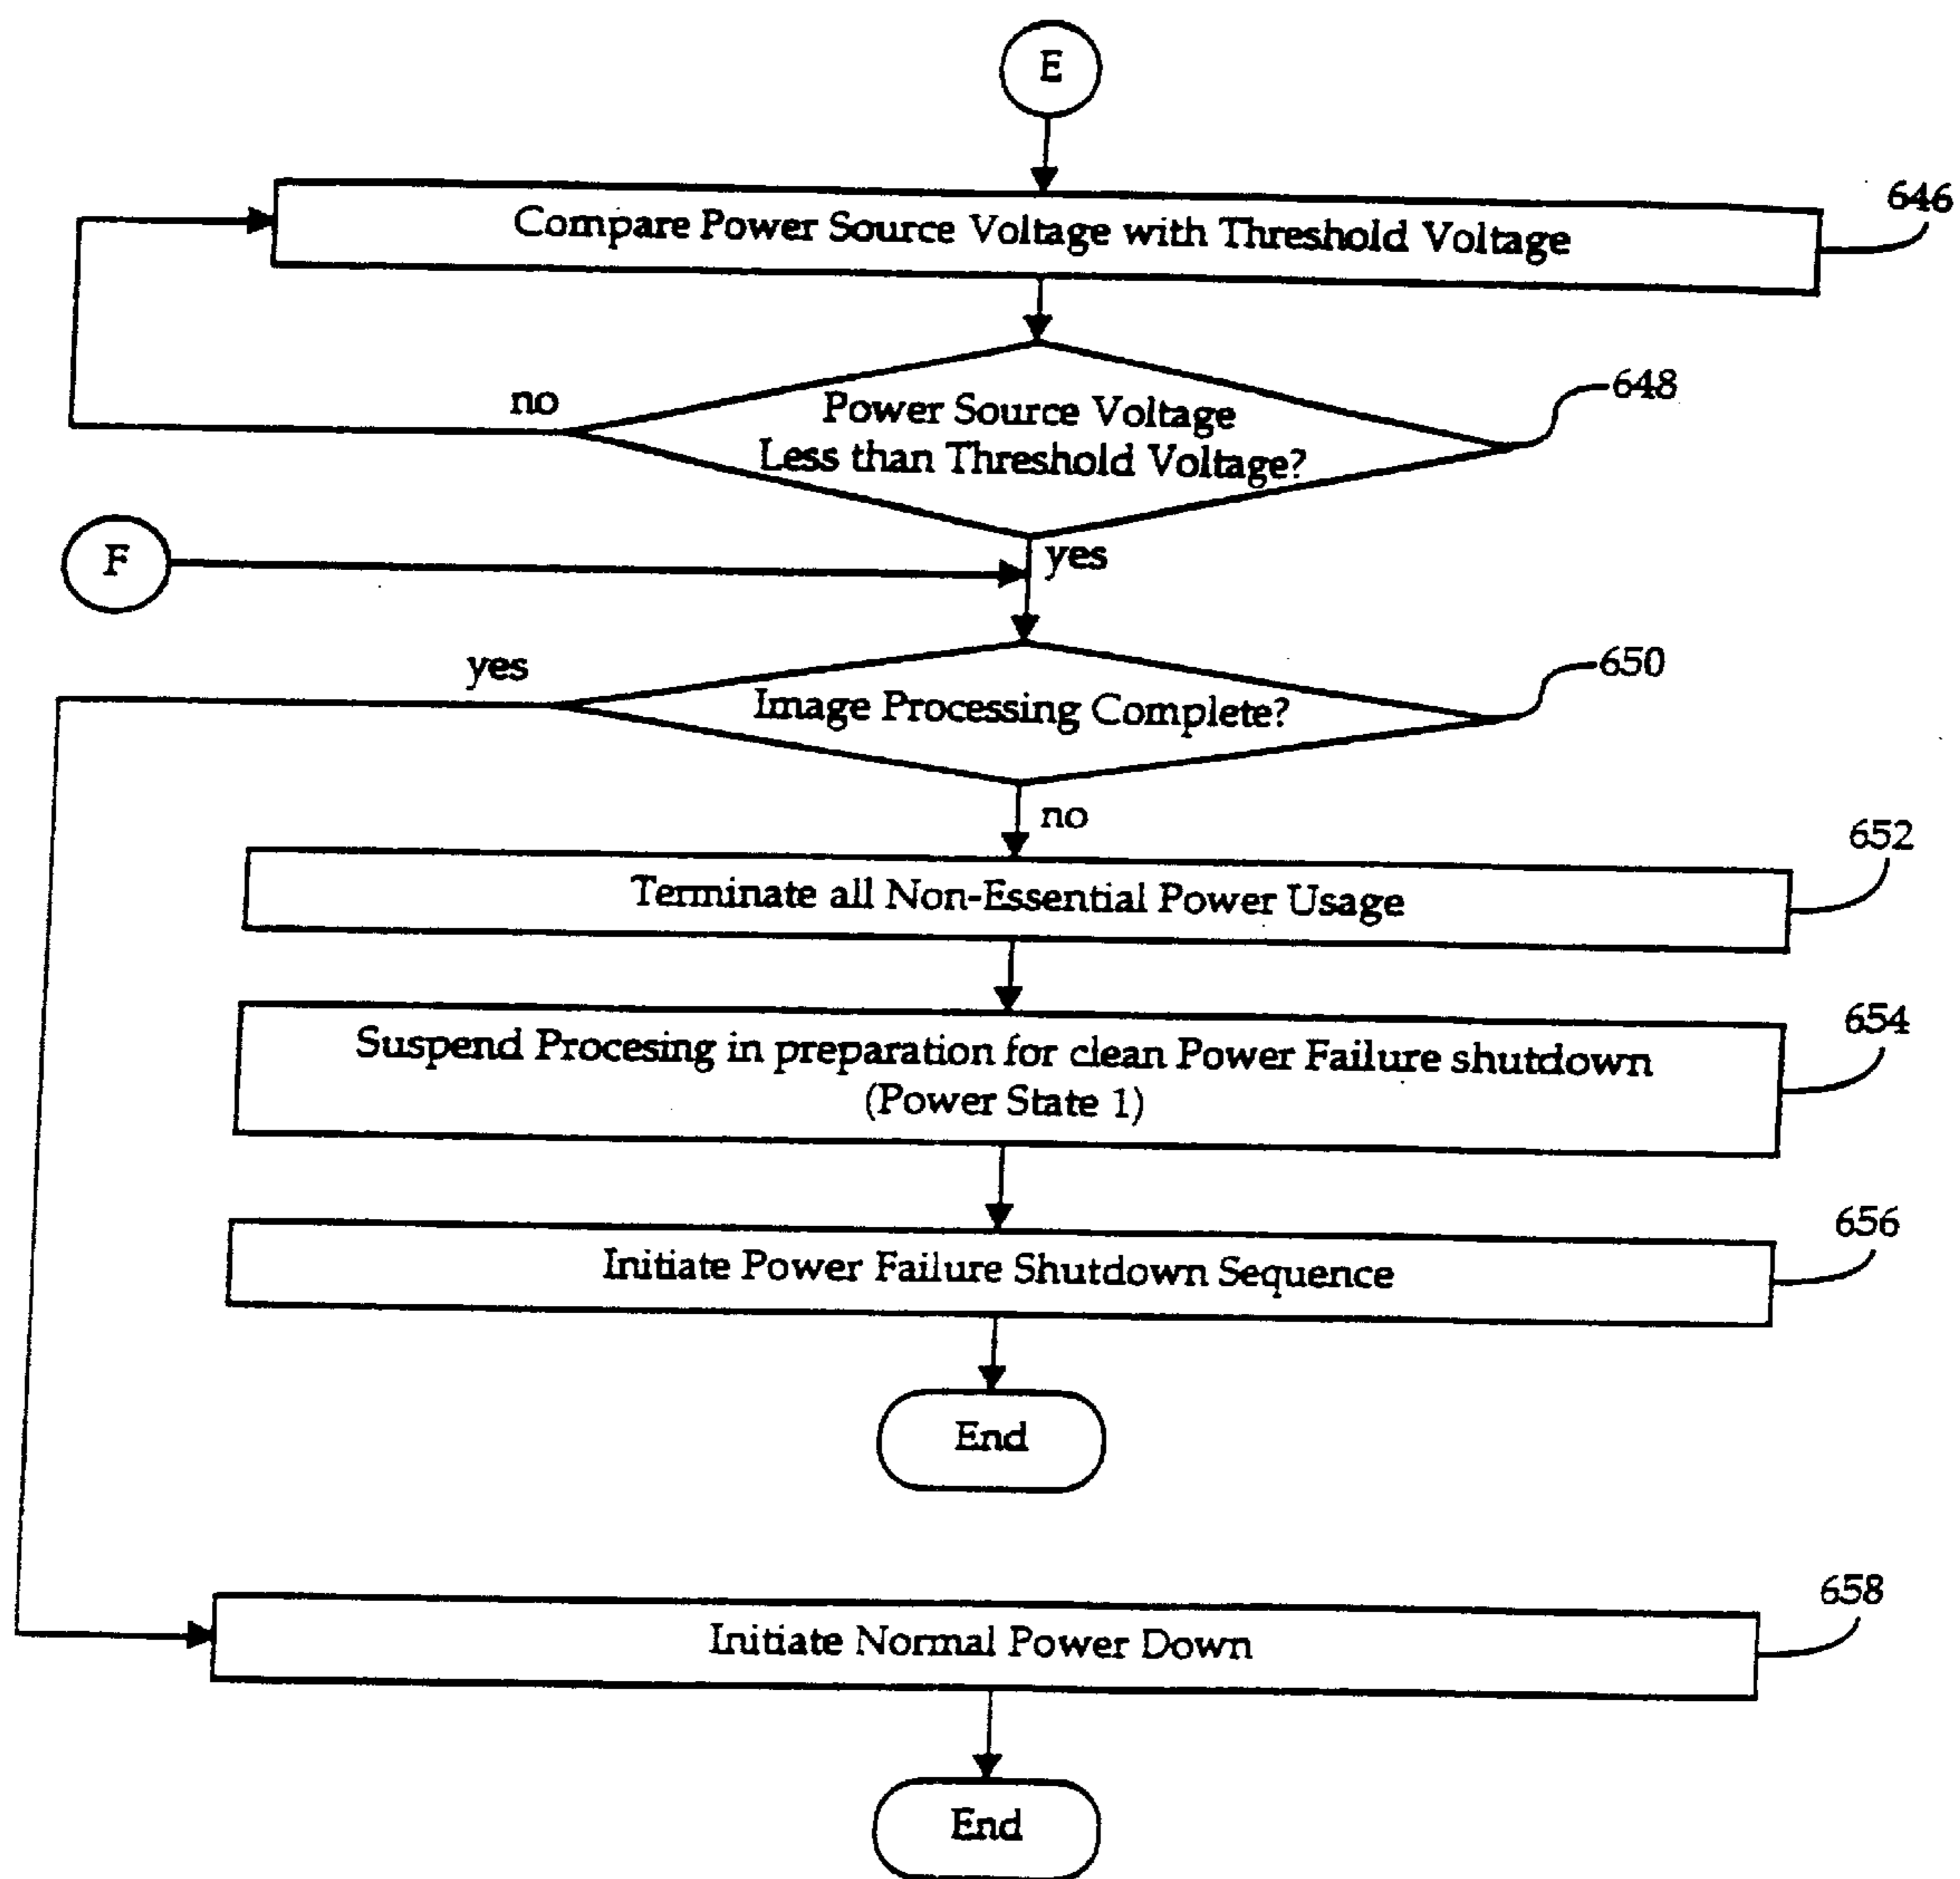 E
646
Compare Power Source Voltage with Threshold Voltage
648
no
Power Source Voltage
Less than Threshold Voltage?
F
yes
650
yes
Image Processing Complete?
no
652
Terminate all Non-Essential Power Usage
654
Suspend Procesing in preparation for clean Power Failure shutdown
(Power State 1)
656
Initiate Power Failure Shutdown Sequence
End
658
Initiate Normal Power Down
End